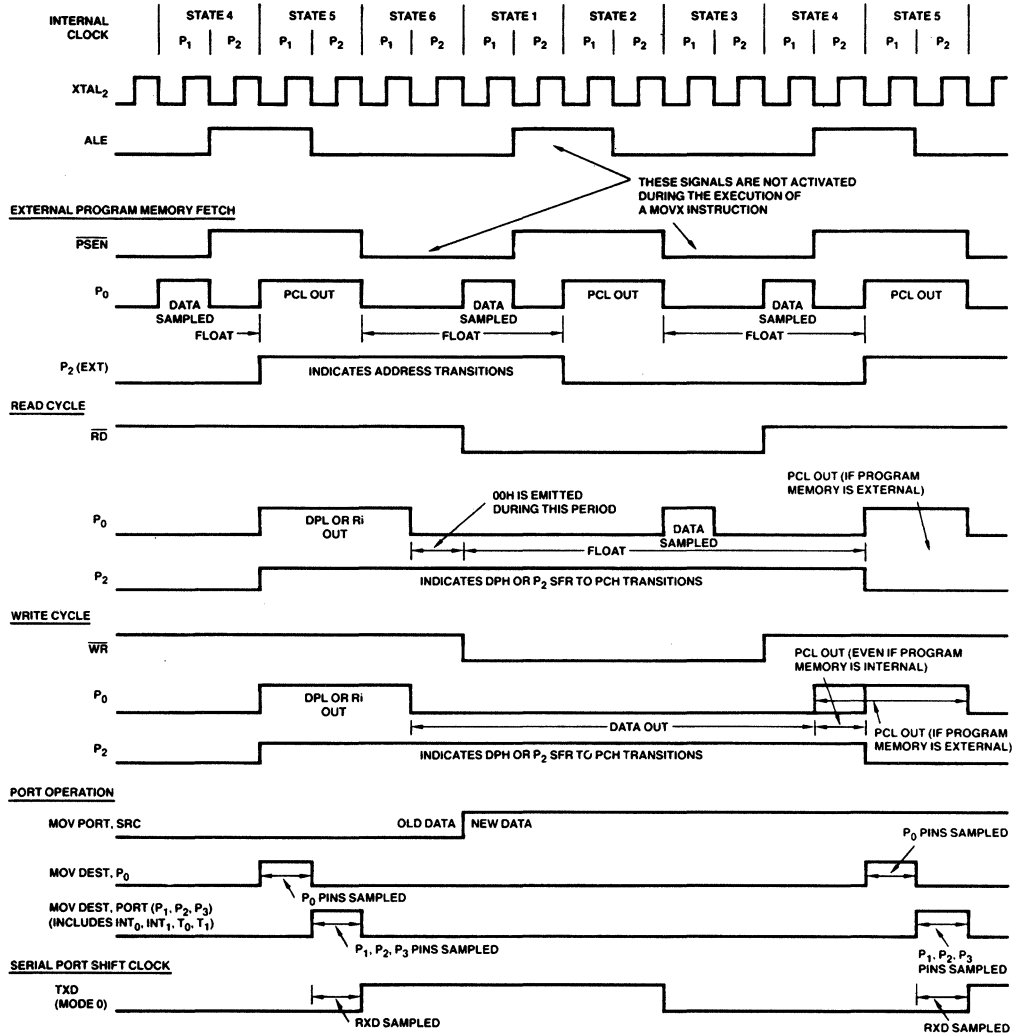 INTERNAL CLOCK
STATE 4 STATE 5 STATE 6 STATE 1 STATE 2 STATE 3 STATE 4 STATE 5
P1 P2 P1 P2 P1 P2 P1 P2 P1 P2 P1 P2 P1 P2 P1 P2
XTAL2
ALE
THESE SIGNALS ARE NOT ACTIVATED
DURING THE EXECUTION OF
A MOVX INSTRUCTION
EXTERNAL PROGRAM MEMORY FETCH
PSEN
P0
PCL OUT PCL OUT PCL OUT
DATA SAMPLED DATA SAMPLED DATA SAMPLED
FLOAT FLOAT FLOAT
P2 (EXT)
INDICATES ADDRESS TRANSITIONS
READ CYCLE
RD
PCL OUT (IF PROGRAM
MEMORY IS EXTERNAL)
00H IS EMITTED
DURING THIS PERIOD
P0
DPL OR Ri
OUT
DATA
SAMPLED
FLOAT
P2
INDICATES DPH OR P2 SFR TO PCH TRANSITIONS
WRITE CYCLE
WR
PCL OUT (EVEN IF PROGRAM
MEMORY IS INTERNAL)
P0
DPL OR Ri
OUT
DATA OUT
PCL OUT (IF PROGRAM
MEMORY IS EXTERNAL)
P2
INDICATES DPH OR P2 SFR TO PCH TRANSITIONS
PORT OPERATION
MOV PORT, SRC
OLD DATA NEW DATA
P0 PINS SAMPLED
MOV DEST, P0
P0 PINS SAMPLED
MOV DEST, PORT (P1, P2, P3)
(INCLUDES INT0, INT1, T0, T1)
P1, P2, P3 PINS SAMPLED
P1, P2, P3
PINS SAMPLED
SERIAL PORT SHIFT CLOCK
TXD
(MODE 0)
RXD SAMPLED
RXD SAMPLED